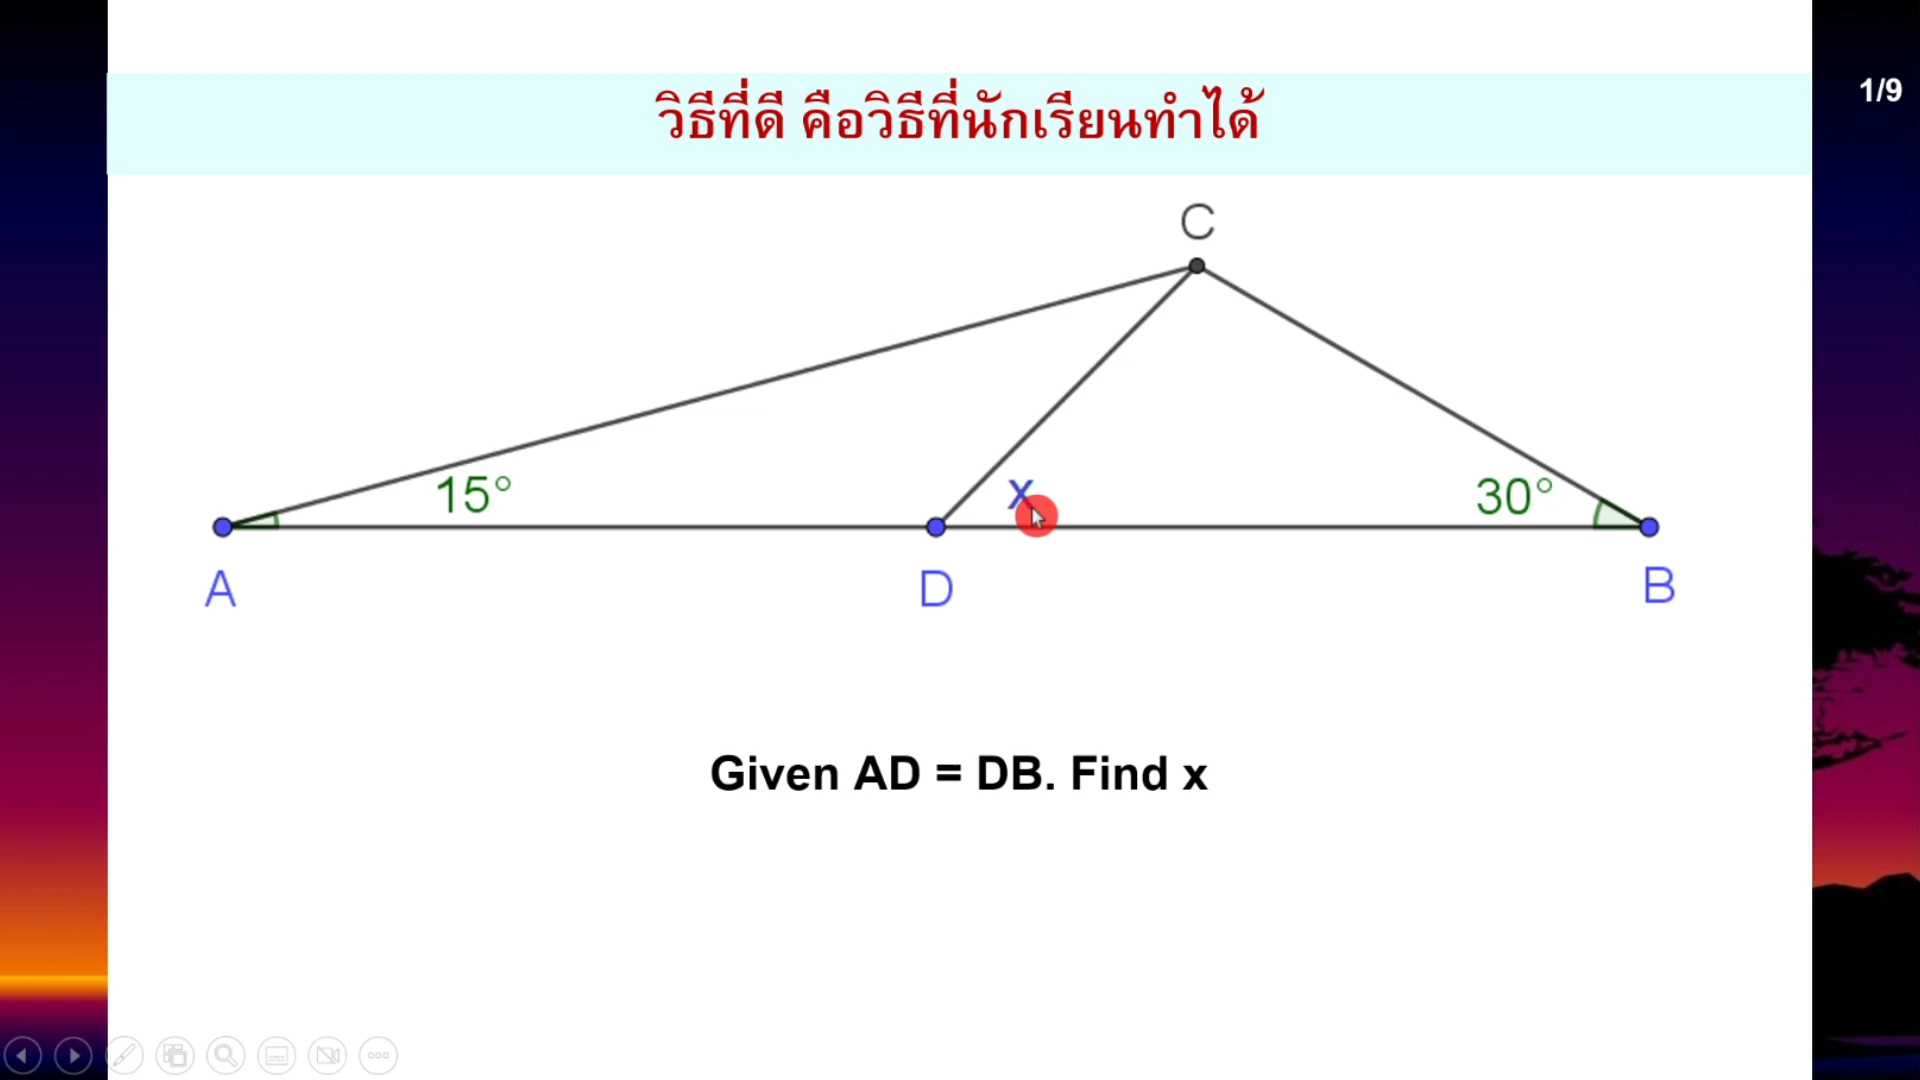 วิธีที่ดี คือวิธีที่นักเรียนทำได้
1/9
C
15°
x
30°
A
D
B
Given AD = DB. Find x